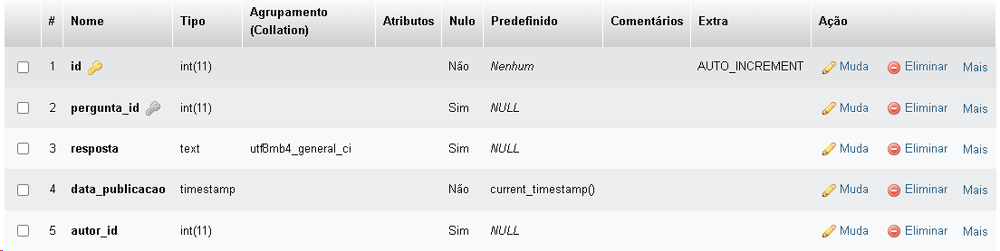 # Nome Tipo Agrupamento (Collation) Atributos Nulo Predefinido Comentários Extra Ação
1 id int(11) Não Nenhum AUTO_INCREMENT Muda Eliminar Mais
2 pergunta_id int(11) Sim NULL Muda Eliminar Mais
3 resposta text utf8mb4_general_ci Sim NULL Muda Eliminar Mais
4 data_publicacao timestamp Não current_timestamp() Muda Eliminar Mais
5 autor_id int(11) Sim NULL Muda Eliminar Mais